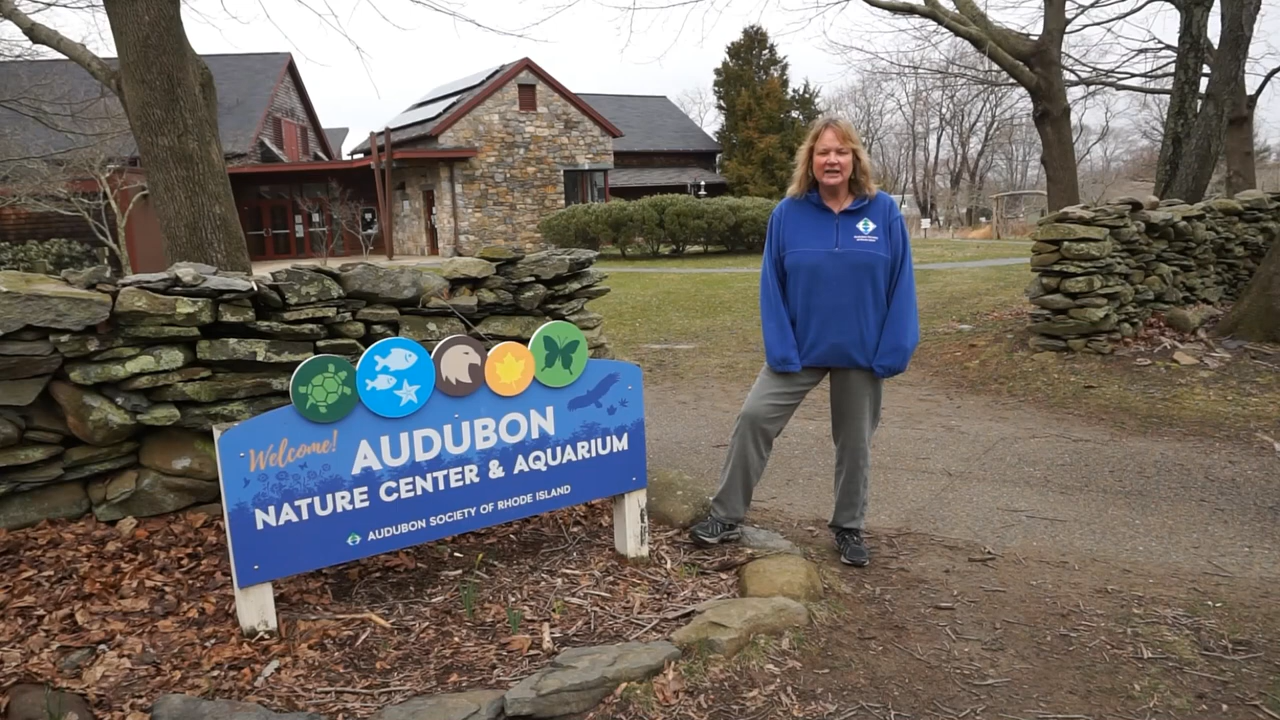 Welcome!
AUDUBON
NATURE CENTER & AQUARIUM
AUDUBON SOCIETY OF RHODE ISLAND